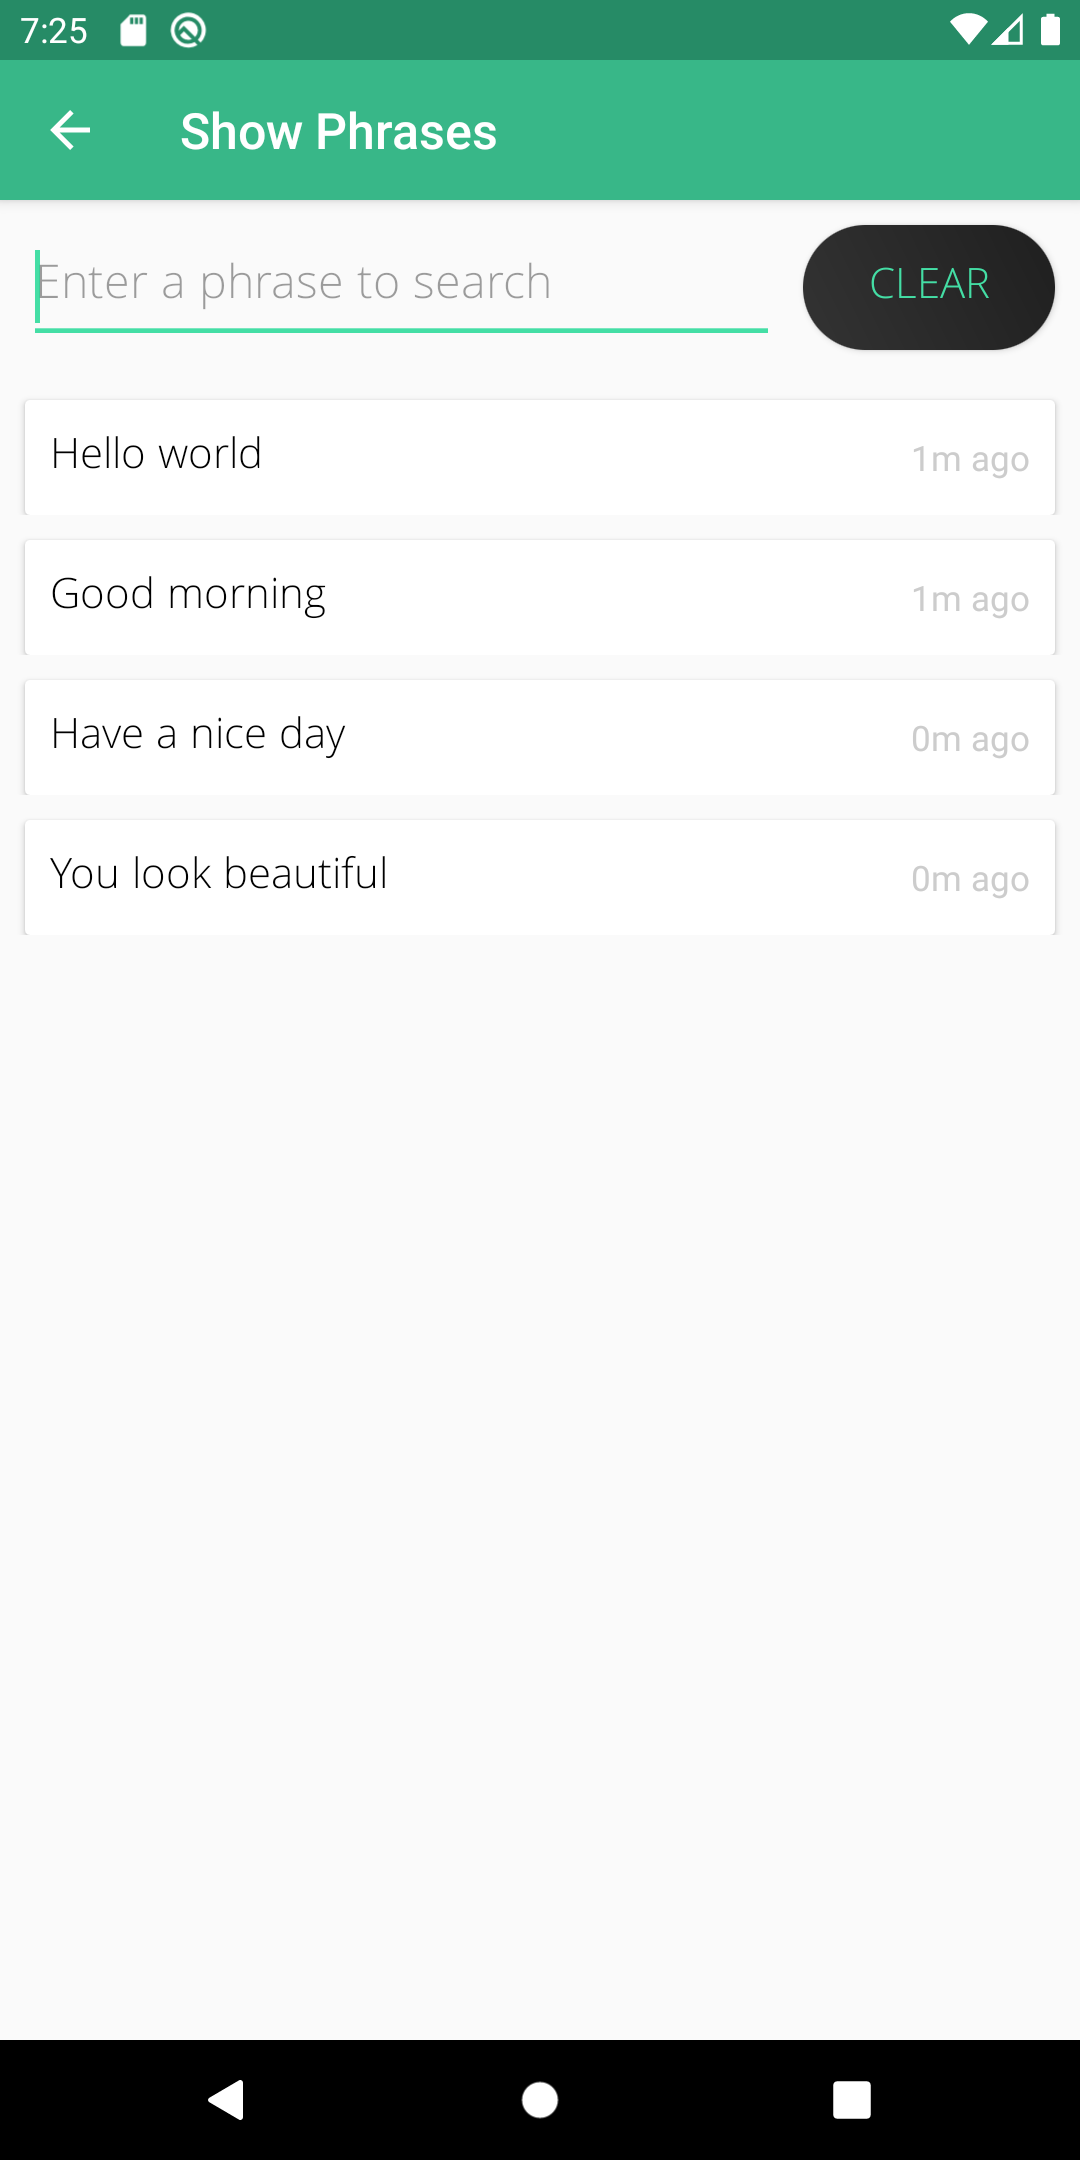 7:25
Show Phrases
Enter a phrase to search
CLEAR
Hello world
1m ago
Good morning
1m ago
Have a nice day
0m ago
You look beautiful
0m ago